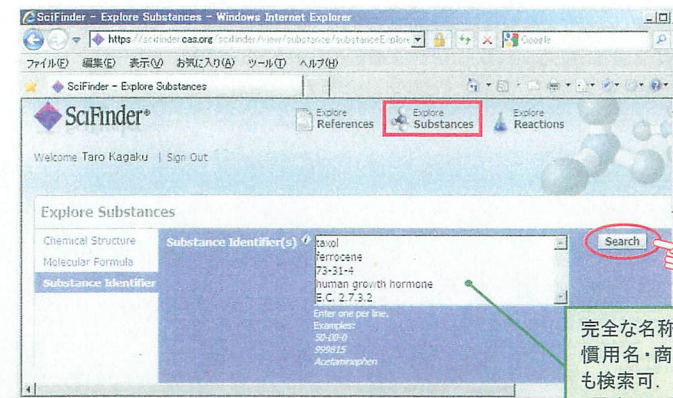 SciFinder - Explore Substances - Windows Internet Explorer
https://scifinder.cas.org/scifinder/view/substance/substanceExplore
Google
ファイル(F) 編集(E) 表示(V) お気に入り(A) ツール(T) ヘルプ(H)
SciFinder - Explore Substances
SciFinder®
Explore References
Explore Substances
Explore Reactions
Welcome Taro Kagaku | Sign Out
Explore Substances
Chemical Structure
Molecular Formula
Substance Identifier
Substance Identifier(s)
taxol
ferrocene
73-31-4
human growth hormone
E.C. 2.7.3.2
Search
Enter one per line.
Examples:
50-00-0
999815
Acetaminophen
完全な名称
慣用名・商
も検索可.